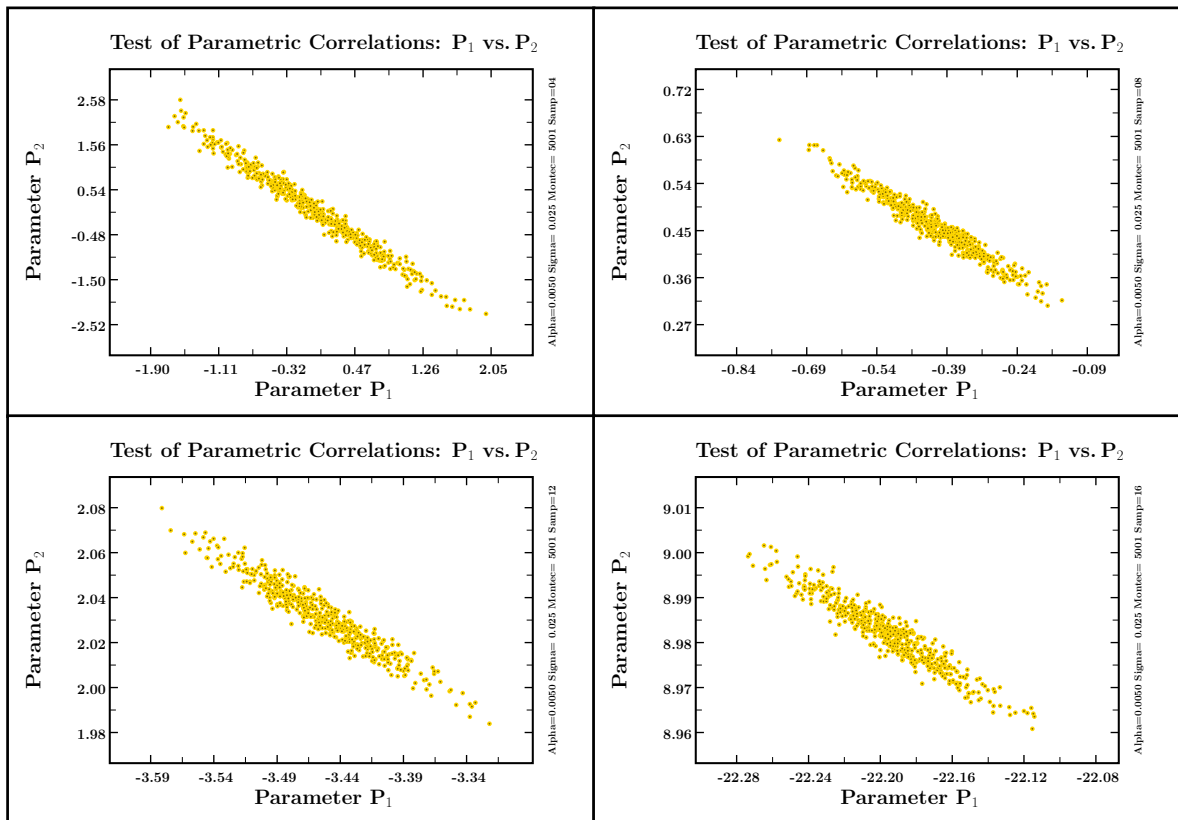 Test of Parametric Correlations: P₁ vs. P₂
2.58
1.56
0.54
-0.48
-1.50
-2.52
Parameter P₂
-1.90 -1.11 -0.32 0.47 1.26 2.05
Parameter P₁
Alpha=0.0050 Sigma= 0.025 Montec= 5001 Samp=04
Test of Parametric Correlations: P₁ vs. P₂
0.72
0.63
0.54
0.45
0.36
0.27
Parameter P₂
-0.84 -0.69 -0.54 -0.39 -0.24 -0.09
Parameter P₁
Alpha=0.0050 Sigma= 0.025 Montec= 5001 Samp=08
Test of Parametric Correlations: P₁ vs. P₂
2.08
2.06
2.04
2.02
2.00
1.98
Parameter P₂
-3.59 -3.54 -3.49 -3.44 -3.39 -3.34
Parameter P₁
Alpha=0.0050 Sigma= 0.025 Montec= 5001 Samp=12
Test of Parametric Correlations: P₁ vs. P₂
9.01
9.00
8.99
8.98
8.97
8.96
Parameter P₂
-22.28 -22.24 -22.20 -22.16 -22.12 -22.08
Parameter P₁
Alpha=0.0050 Sigma= 0.025 Montec= 5001 Samp=16